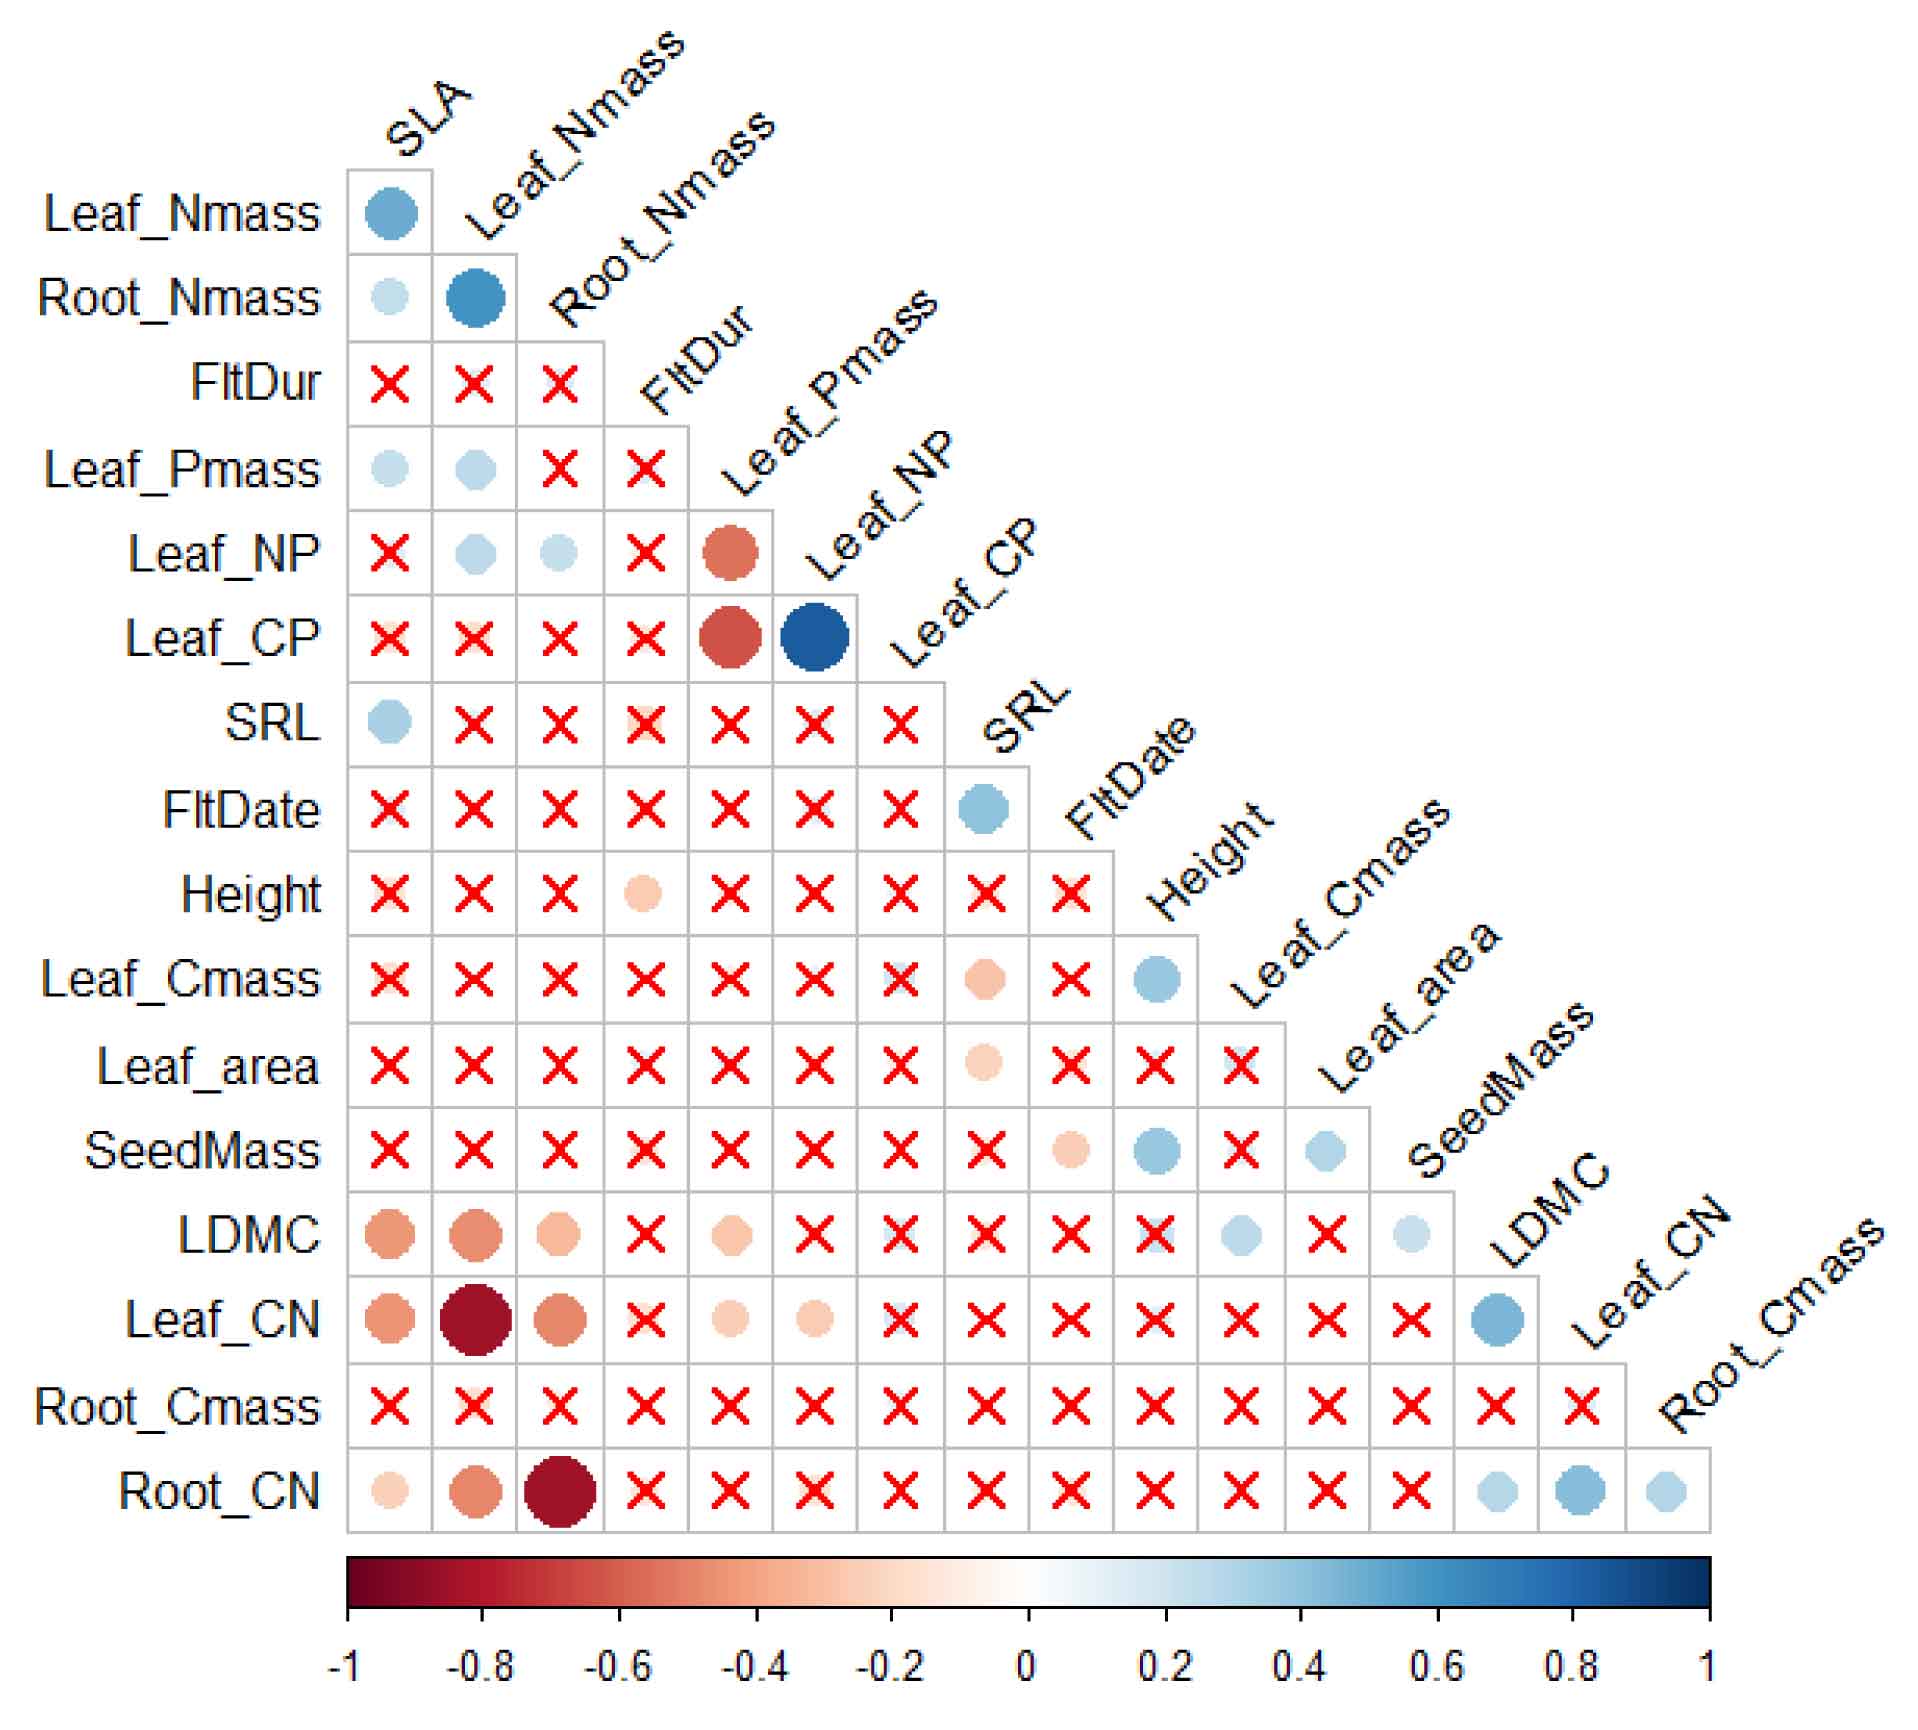 SLA
Leaf_Nmass
Leaf_Nmass
Root_Nmass
Root_Nmass
FltDur
FltDur
Leaf_Pmass
Leaf_Pmass
Leaf_NP
Leaf_NP
Leaf_CP
Leaf_CP
SRL
SRL
FltDate
FltDate
Height
Height
Leaf_Cmass
Leaf_Cmass
Leaf_area
Leaf_area
SeedMass
SeedMass
LDMC
LDMC
Leaf_CN
Leaf_CN
Root_Cmass
Root_Cmass
Root_CN
-1 -0.8 -0.6 -0.4 -0.2 0 0.2 0.4 0.6 0.8 1